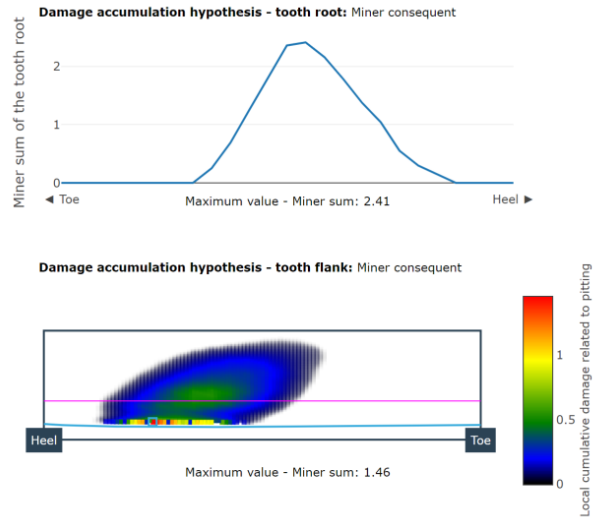 Damage accumulation hypothesis - tooth root: Miner consequent
Miner sum of the tooth root
2
1
0
◄ Toe
Maximum value - Miner sum: 2.41
Heel ►
Damage accumulation hypothesis - tooth flank: Miner consequent
Heel
Toe
Maximum value - Miner sum: 1.46
1
0.5
0
Local cumulative damage related to pitting